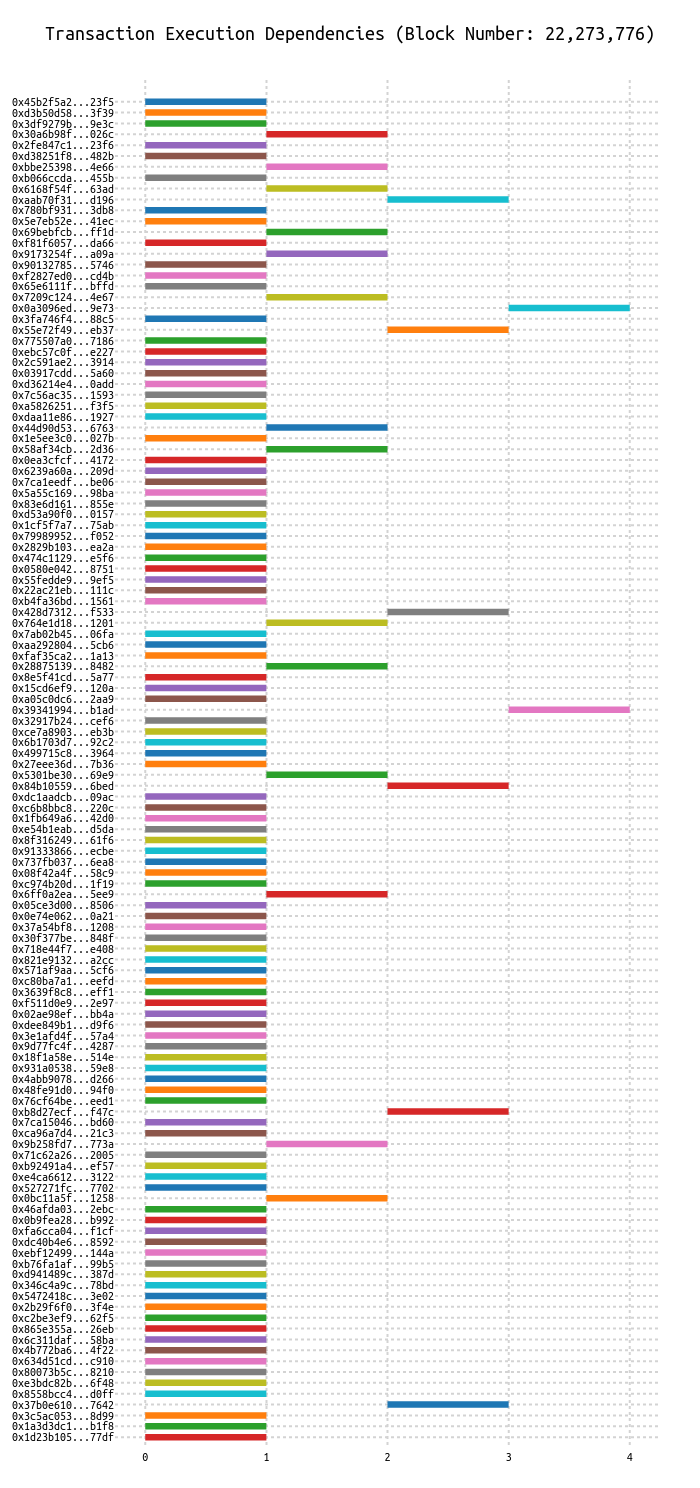 Transaction Execution Dependencies (Block Number: 22,273,776)
0x45b2f5a2...23f5
0xd3b50d58...3f39
0x3df9279b...9e3c
0x30a6b98f...026c
0x2fe847c1...23f6
0xd38251f8...482b
0xbbe25398...4e66
0xb066ccda...455b
0x6168f54f...63ad
0xaab70f31...d196
0x780bf931...3db8
0x5e7eb52e...41ec
0x69bebfcb...ff1d
0xf81f6057...da66
0x9173254f...a09a
0x90132785...5746
0xf2827ed0...cd4b
0x65e6111f...bffd
0x7209c124...4e67
0x0a3096ed...9e73
0x3fa746f4...88c5
0x55e72f49...eb37
0x775507a0...7186
0xebc57c0f...e227
0x2c591ae2...3914
0x03917cdd...5a60
0xd36214e4...0add
0x7c56ac35...1593
0xa5826251...f3f5
0xdaa11e86...1927
0x44d90d53...6763
0x1e5ee3c0...027b
0x58af34cb...2d36
0x0ea3cfcf...4172
0x6239a60a...209d
0x7ca1eedf...be06
0x5a55c169...98ba
0x83e6d161...855e
0xd53a90f0...0157
0x1cf5f7a7...75ab
0x79989952...f052
0x2829b103...ea2a
0x474c1129...e5f6
0x0580e042...8751
0x55fedde9...9ef5
0x22ac21eb...111c
0xb4fa36bd...1561
0x428d7312...f533
0x764e1d18...1201
0x7ab02b45...06fa
0xaa292804...5cb6
0xfaf35ca2...1a13
0x28875139...8482
0x8e5f41cd...5a77
0x15cd6ef9...120a
0xa05c0dc6...2aa9
0x39341994...b1ad
0x32917b24...cef6
0xce7a8903...eb3b
0x6b1703d7...92c2
0x499715c8...3964
0x27eee36d...7b36
0x5301be30...69e9
0x84b10559...6bed
0xdc1aadcb...09ac
0xc6b8bbc8...220c
0x1fb649a6...42d0
0xe54b1eab...d5da
0x8f316249...61f6
0x91333866...ecbe
0x737fb037...6ea8
0x08f42a4f...58c9
0xc974b20d...1f19
0x6ff0a2ea...5ee9
0x05ce3d00...8506
0x0e74e062...0a21
0x37a54bf8...1208
0x30f377be...848f
0x718e44f7...e408
0x821e9132...a2cc
0x571af9aa...5cf6
0xc80ba7a1...eefd
0x3639f8c8...eff1
0xf511d0e9...2e97
0x02ae98ef...bb4a
0xdee849b1...d9f6
0x3e1afd4f...57a4
0x9d77fc4f...4287
0x18f1a58e...514e
0x931a0538...59e8
0x4abb9078...d266
0x48fe91d0...94f0
0x76cf64be...eed1
0xb8d27ecf...f47c
0x7ca15046...bd60
0xca96a7d4...21c3
0x9b258fd7...773a
0x71c62a26...2005
0xb92491a4...ef57
0xe4ca6612...3122
0x527271fc...7702
0x0bc11a5f...1258
0x46afda03...2ebc
0x0b9fea28...b992
0xfa6cca04...f1cf
0xdc40b4e6...8592
0xebf12499...144a
0xb76fa1af...99b5
0xd941489c...387d
0x346c4a9c...78bd
0x5472418c...3e02
0x2b29f6f0...3f4e
0xc2be3ef9...62f5
0x865e355a...26eb
0x6c311daf...58ba
0x4b772ba6...4f22
0x634d51cd...c910
0x80073b5c...8210
0xe3bdc82b...6f48
0x8558bcc4...d0ff
0x37b0e610...7642
0x3c5ac053...8d99
0x1a3d3dc1...b1f8
0x1d23b105...77df
0 1 2 3 4